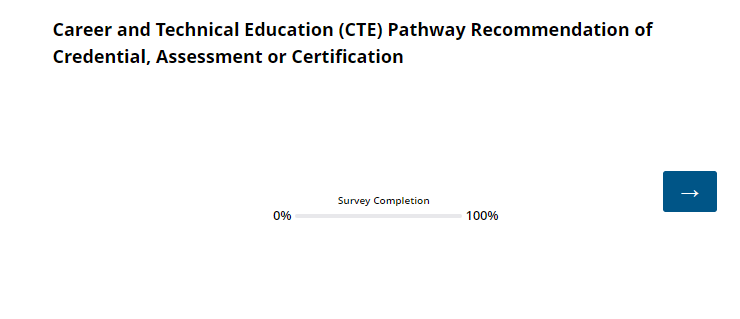 Career and Technical Education (CTE) Pathway Recommendation of
Credential, Assessment or Certification
Survey Completion
0% 100%
→